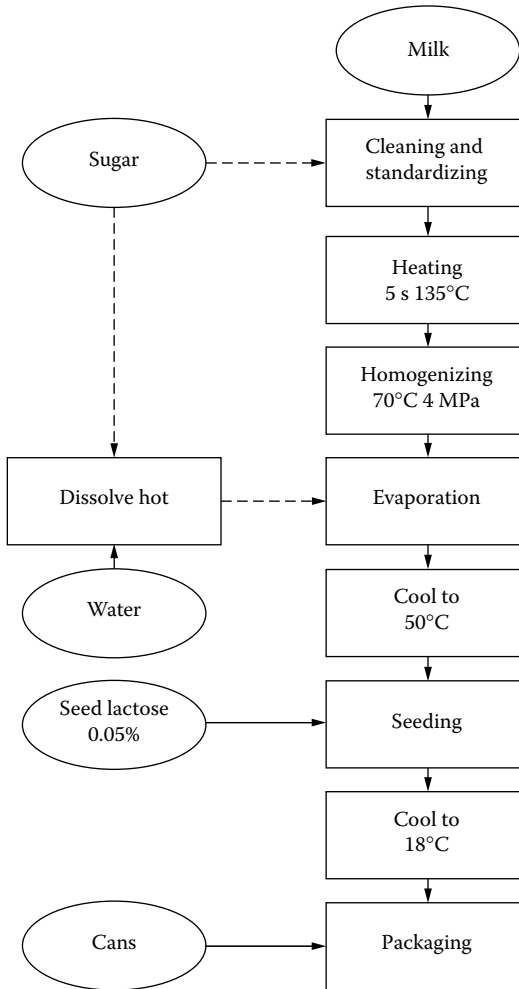 Milk
Sugar
Cleaning and
standardizing
Heating
5 s 135°C
Homogenizing
70°C 4 MPa
Dissolve hot
Evaporation
Water
Cool to
50°C
Seed lactose
0.05%
Seeding
Cool to
18°C
Cans
Packaging